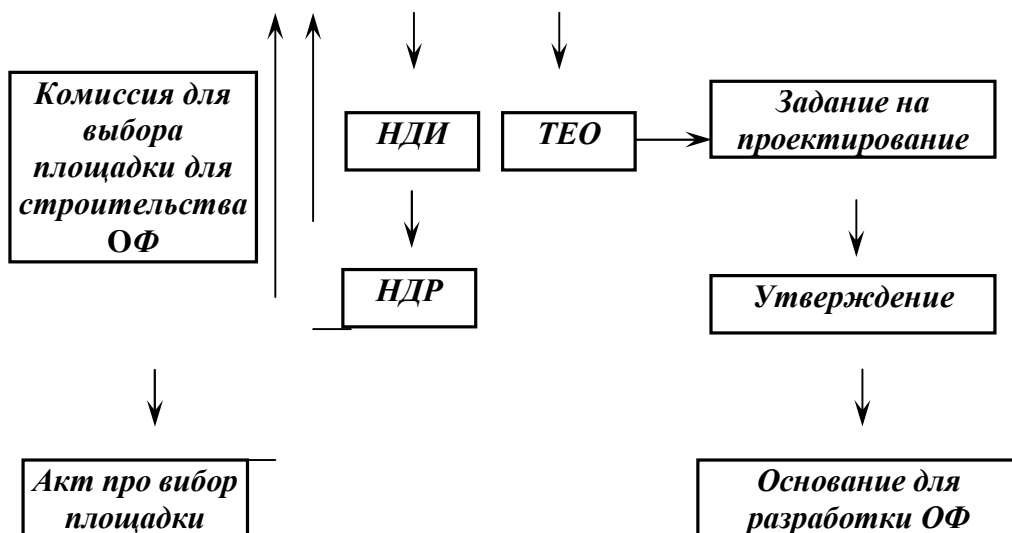 Комиссия для
выбора
площадки для
строительства
ОФ
НДИ
ТЕО
Задание на
проектирование
НДР
Утверждение
Акт про вибор
площадки
Основание для
разработки ОФ